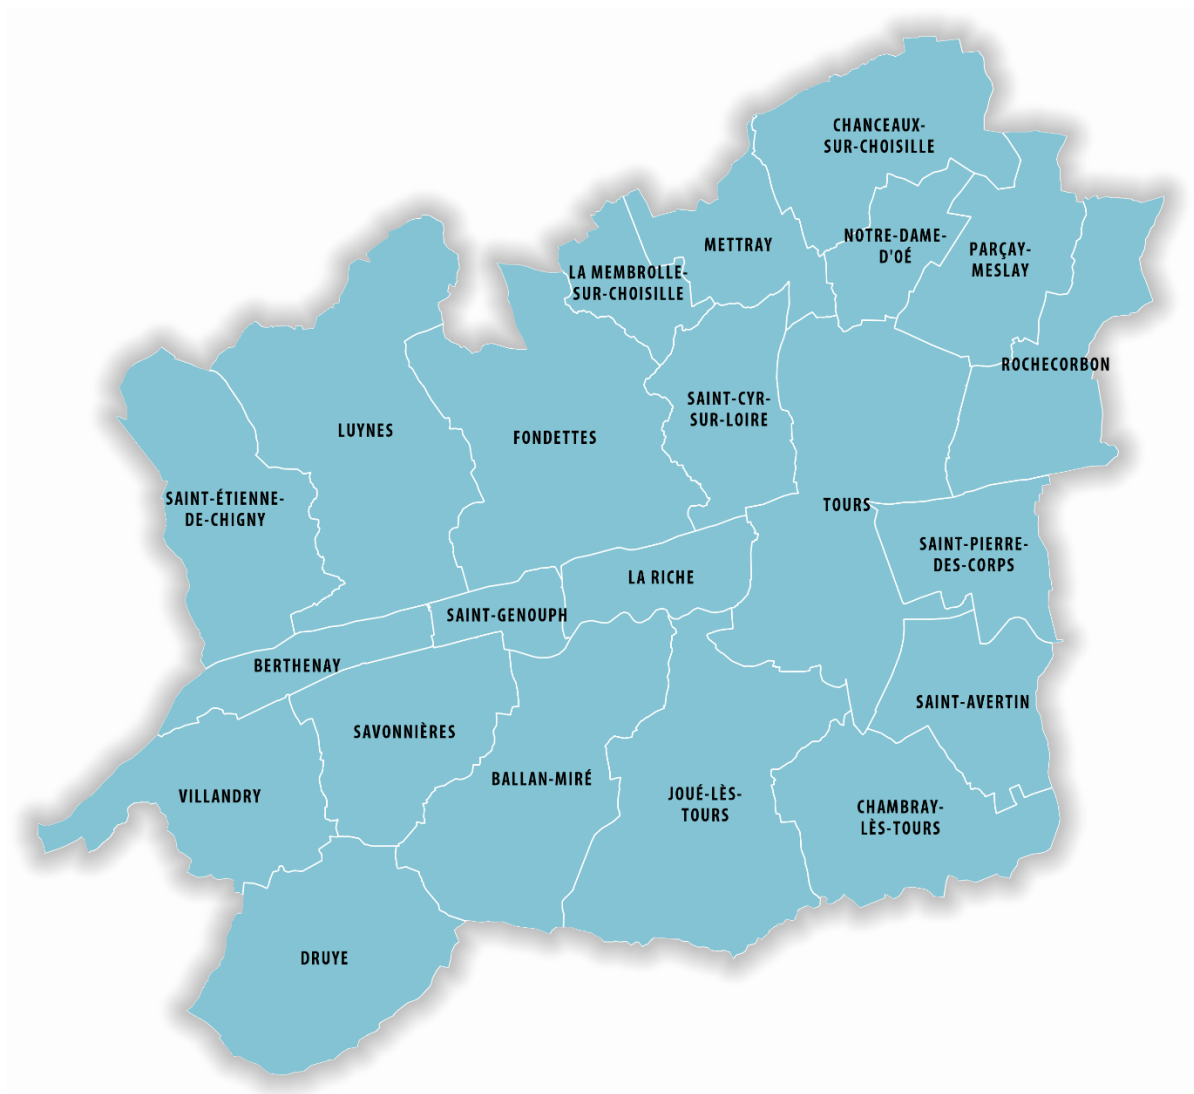 CHANCEAUX-
SUR-CHOISILLE
METTRAY
NOTRE-DAME-
D'OÉ
PARÇAY-
MESLAY
LA MEMBROLLE-
SUR-CHOISILLE
ROCHECORBON
SAINT-CYR-
SUR-LOIRE
LUYNES
FONDETTES
SAINT-ÉTIENNE-
DE-CHIGNY
TOURS
SAINT-PIERRE-
DES-CORPS
LA RICHE
SAINT-GENOUPH
BERTHENAY
SAINT-AVERTIN
SAVONNIÈRES
BALLAN-MIRÉ
VILLANDRY
JOUÉ-LÈS-
TOURS
CHAMBRAY-
LÈS-TOURS
DRUYE